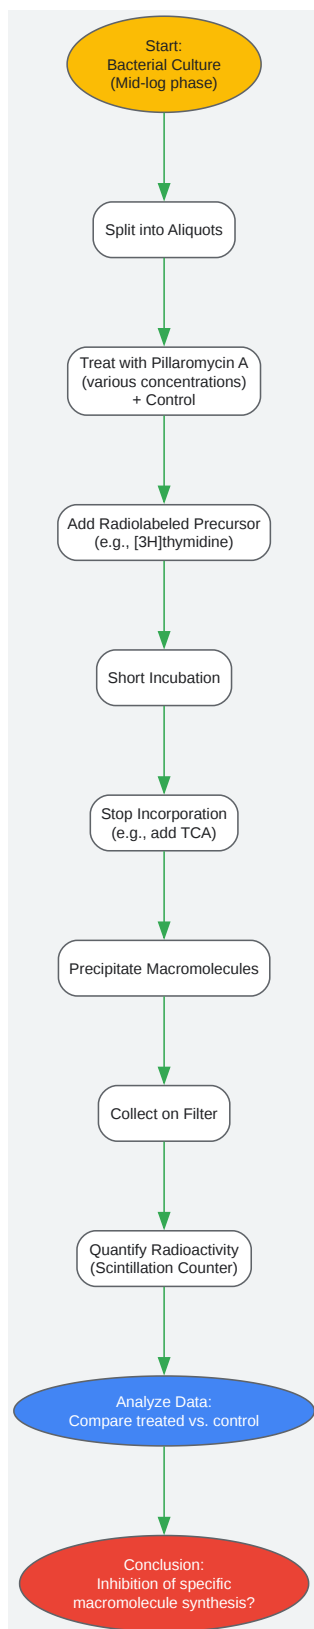 Start:
Bacterial Culture
(Mid-log phase)
Split into Aliquots
Treat with Pillaromycin A
(various concentrations)
+ Control
Add Radiolabeled Precursor
(e.g., [3H]thymidine)
Short Incubation
Stop Incorporation
(e.g., add TCA)
Precipitate Macromolecules
Collect on Filter
Quantify Radioactivity
(Scintillation Counter)
Analyze Data:
Compare treated vs. control
Conclusion:
Inhibition of specific
macromolecule synthesis?